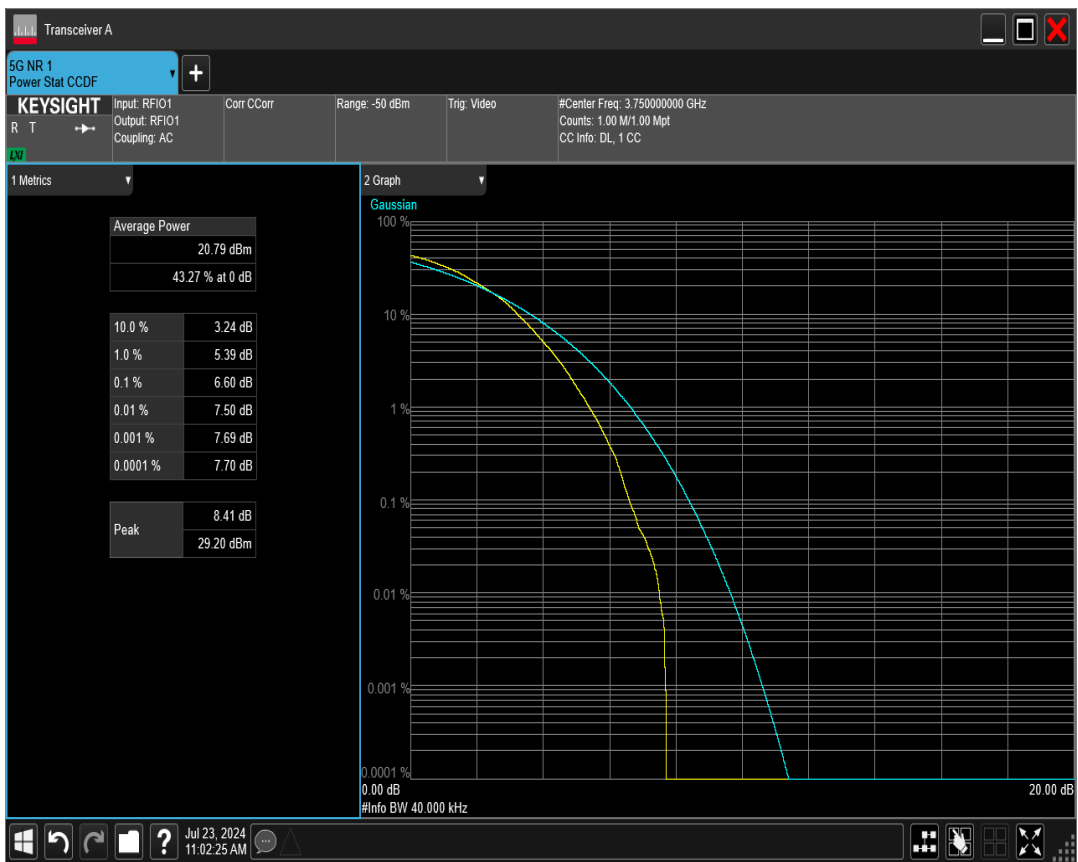 Transceiver A
5G NR 1
Power Stat CCDF
+
KEYSIGHT
R T
LXI
Input: RFIO1
Output: RFIO1
Coupling: AC
Corr CCorr
Range: -50 dBm
Trig: Video
#Center Freq: 3.750000000 GHz
Counts: 1.00 M/1.00 Mpt
CC Info: DL, 1 CC
1 Metrics
Average Power
20.79 dBm
43.27 % at 0 dB
10.0 % 3.24 dB
1.0 % 5.39 dB
0.1 % 6.60 dB
0.01 % 7.50 dB
0.001 % 7.69 dB
0.0001 % 7.70 dB
Peak
8.41 dB
29.20 dBm
2 Graph
Gaussian
100 %
10 %
1 %
0.1 %
0.01 %
0.001 %
0.0001 %
0.00 dB 20.00 dB
#Info BW 40.000 kHz
?
Jul 23, 2024
11:02:25 AM